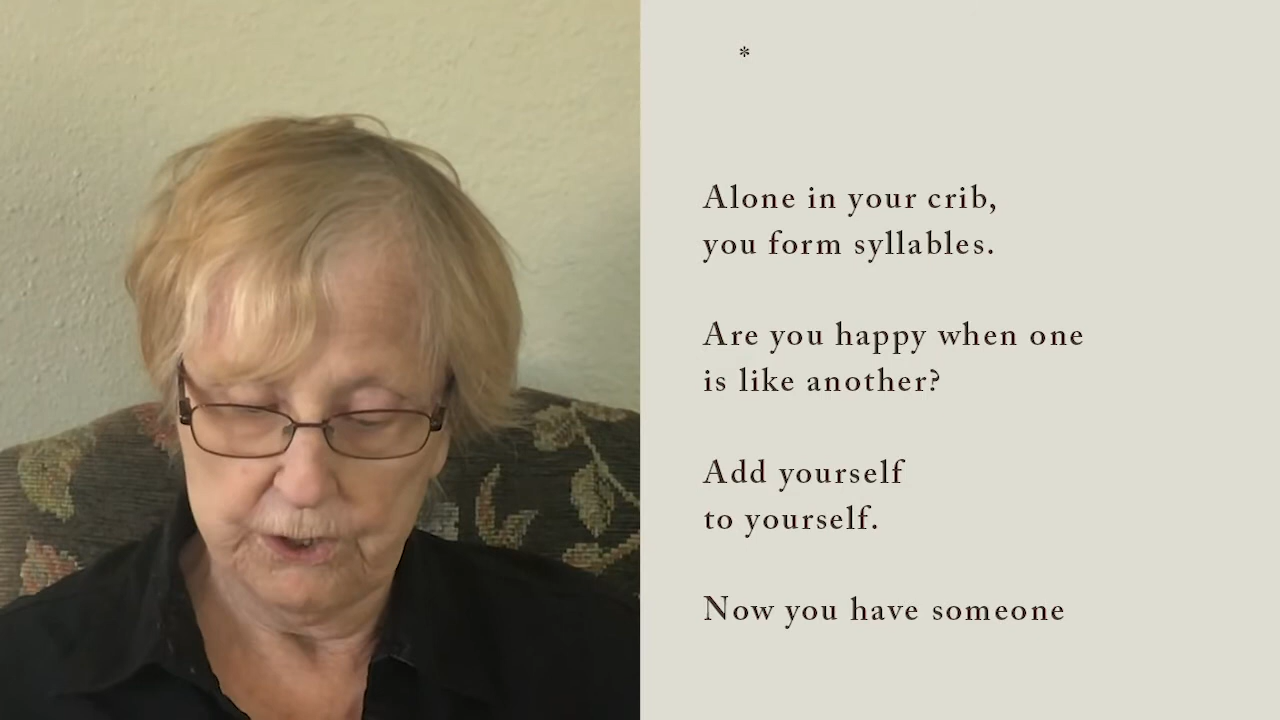 *
Alone in your crib,
you form syllables.
Are you happy when one
is like another?
Add yourself
to yourself.
Now you have someone